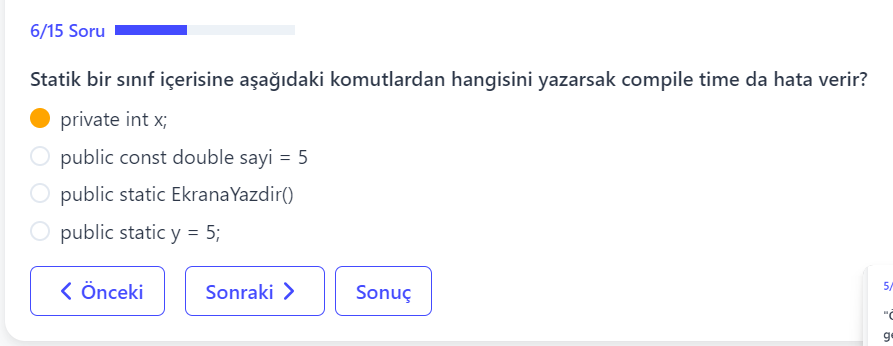 6/15 Soru
Statik bir sınıf içerisine aşağıdaki komutlardan hangisini yazarsak compile time da hata verir?
private int x;
public const double sayi = 5
public static EkranaYazdir()
public static y = 5;
Önceki
Sonraki
Sonuç
5/